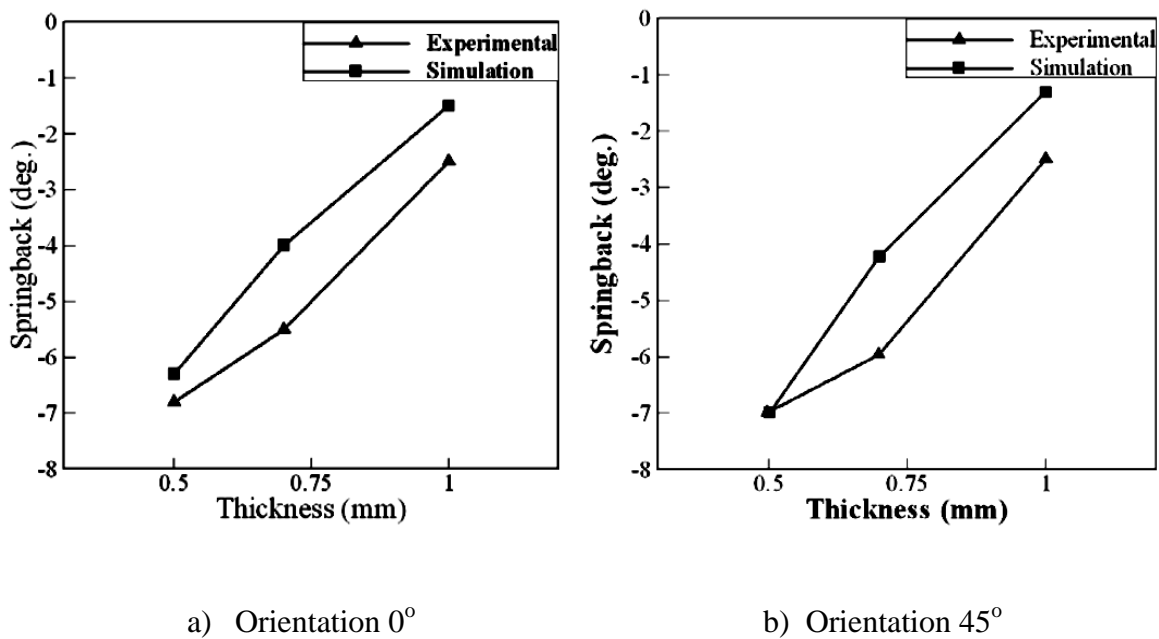 0
-1
-2
-3
-4
-5
-6
-7
-8
Springback (deg.)
Experimental
Simulation
0.5 0.75 1
Thickness (mm)
0
-1
-2
-3
-4
-5
-6
-7
-8
Springback (deg.)
Experimental
Simulation
0.5 0.75 1
Thickness (mm)
a) Orientation 0o
b) Orientation 45o